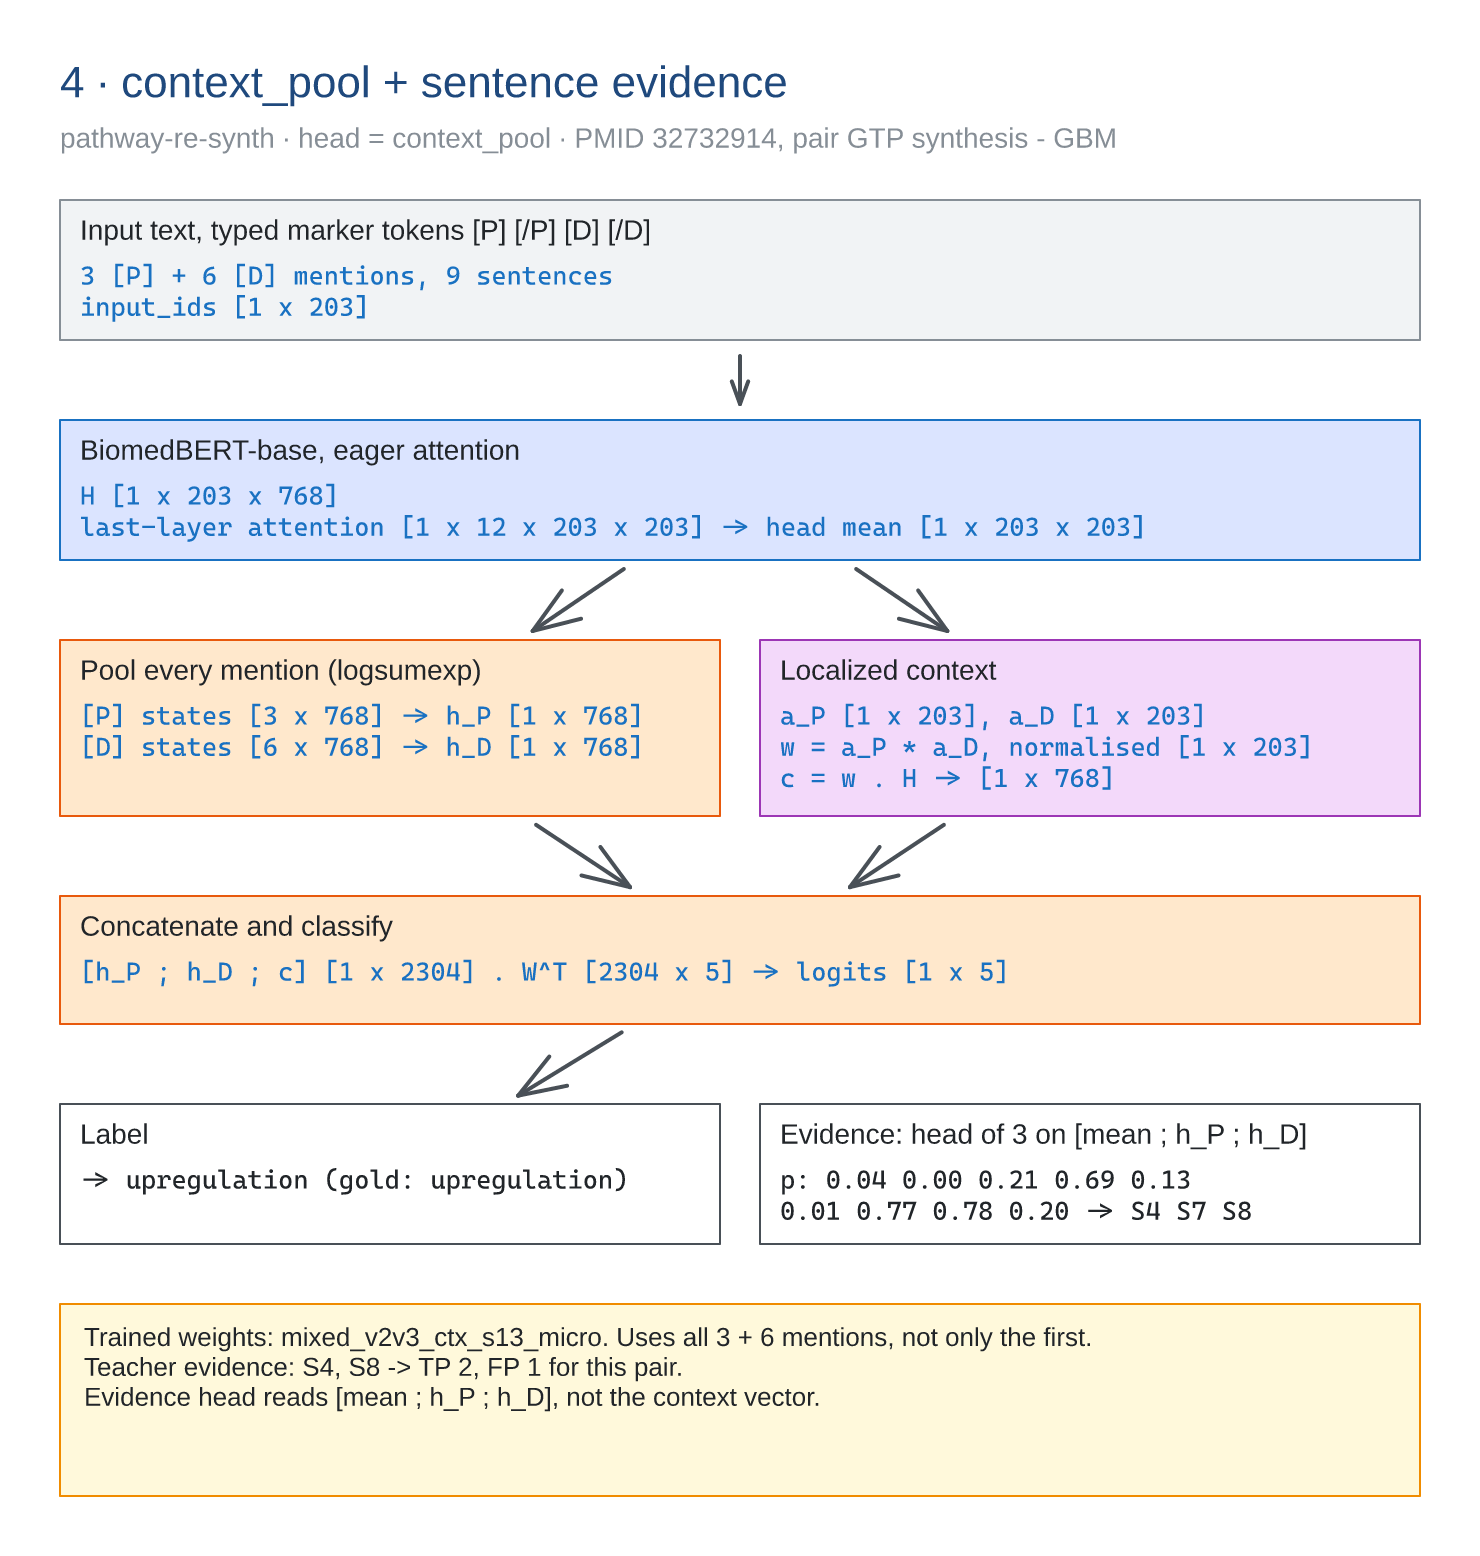 4 · context_pool + sentence evidence
pathway-re-synth · head = context_pool · PMID 32732914, pair GTP synthesis - GBM
Input text, typed marker tokens [P] [/P] [D] [/D]
3 [P] + 6 [D] mentions, 9 sentences
input_ids [1 x 203]
BiomedBERT-base, eager attention
H [1 x 203 x 768]
last-layer attention [1 x 12 x 203 x 203] → head mean [1 x 203 x 203]
Pool every mention (logsumexp)
[P] states [3 x 768] → h_P [1 x 768]
[D] states [6 x 768] → h_D [1 x 768]
Localized context
a_P [1 x 203], a_D [1 x 203]
w = a_P * a_D, normalised [1 x 203]
c = w . H → [1 x 768]
Concatenate and classify
[h_P ; h_D ; c] [1 x 2304] . W^T [2304 x 5] → logits [1 x 5]
Label
→ upregulation (gold: upregulation)
Evidence: head of 3 on [mean ; h_P ; h_D]
p: 0.04 0.00 0.21 0.69 0.13
0.01 0.77 0.78 0.20 → S4 S7 S8
Trained weights: mixed_v2v3_ctx_s13_micro. Uses all 3 + 6 mentions, not only the first.
Teacher evidence: S4, S8 -> TP 2, FP 1 for this pair.
Evidence head reads [mean ; h_P ; h_D], not the context vector.